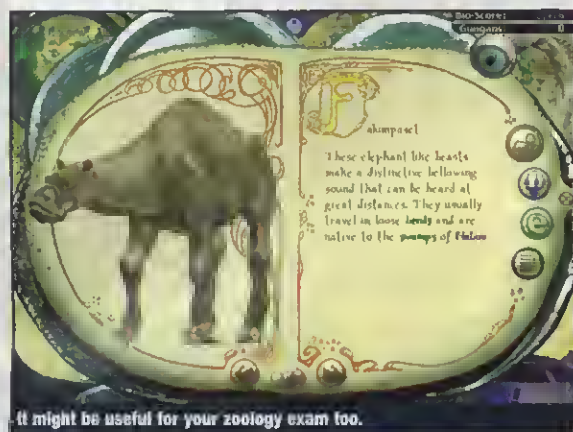 Bio-Score:
Gungans: 0
Falumpaset
These elephant like beasts
make a distinctive bellowing
sound that can be heard at
great distances. They usually
travel in loose herds and are
native to the swamps of Naboo
It might be useful for your zoology exam too.